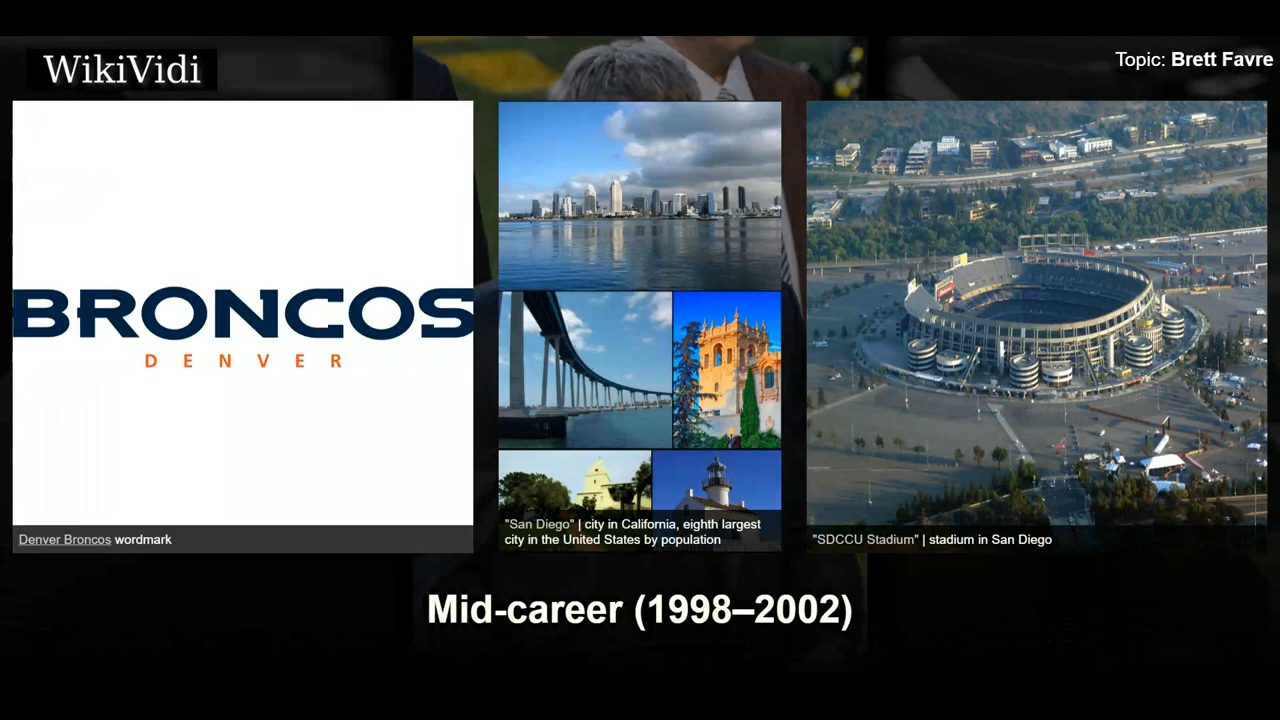 WikiVidi
Topic: Brett Favre
BRONCOS
DENVER
Denver Broncos wordmark
"San Diego" | city in California, eighth largest
city in the United States by population
"SDCCU Stadium" | stadium in San Diego
Mid-career (1998–2002)